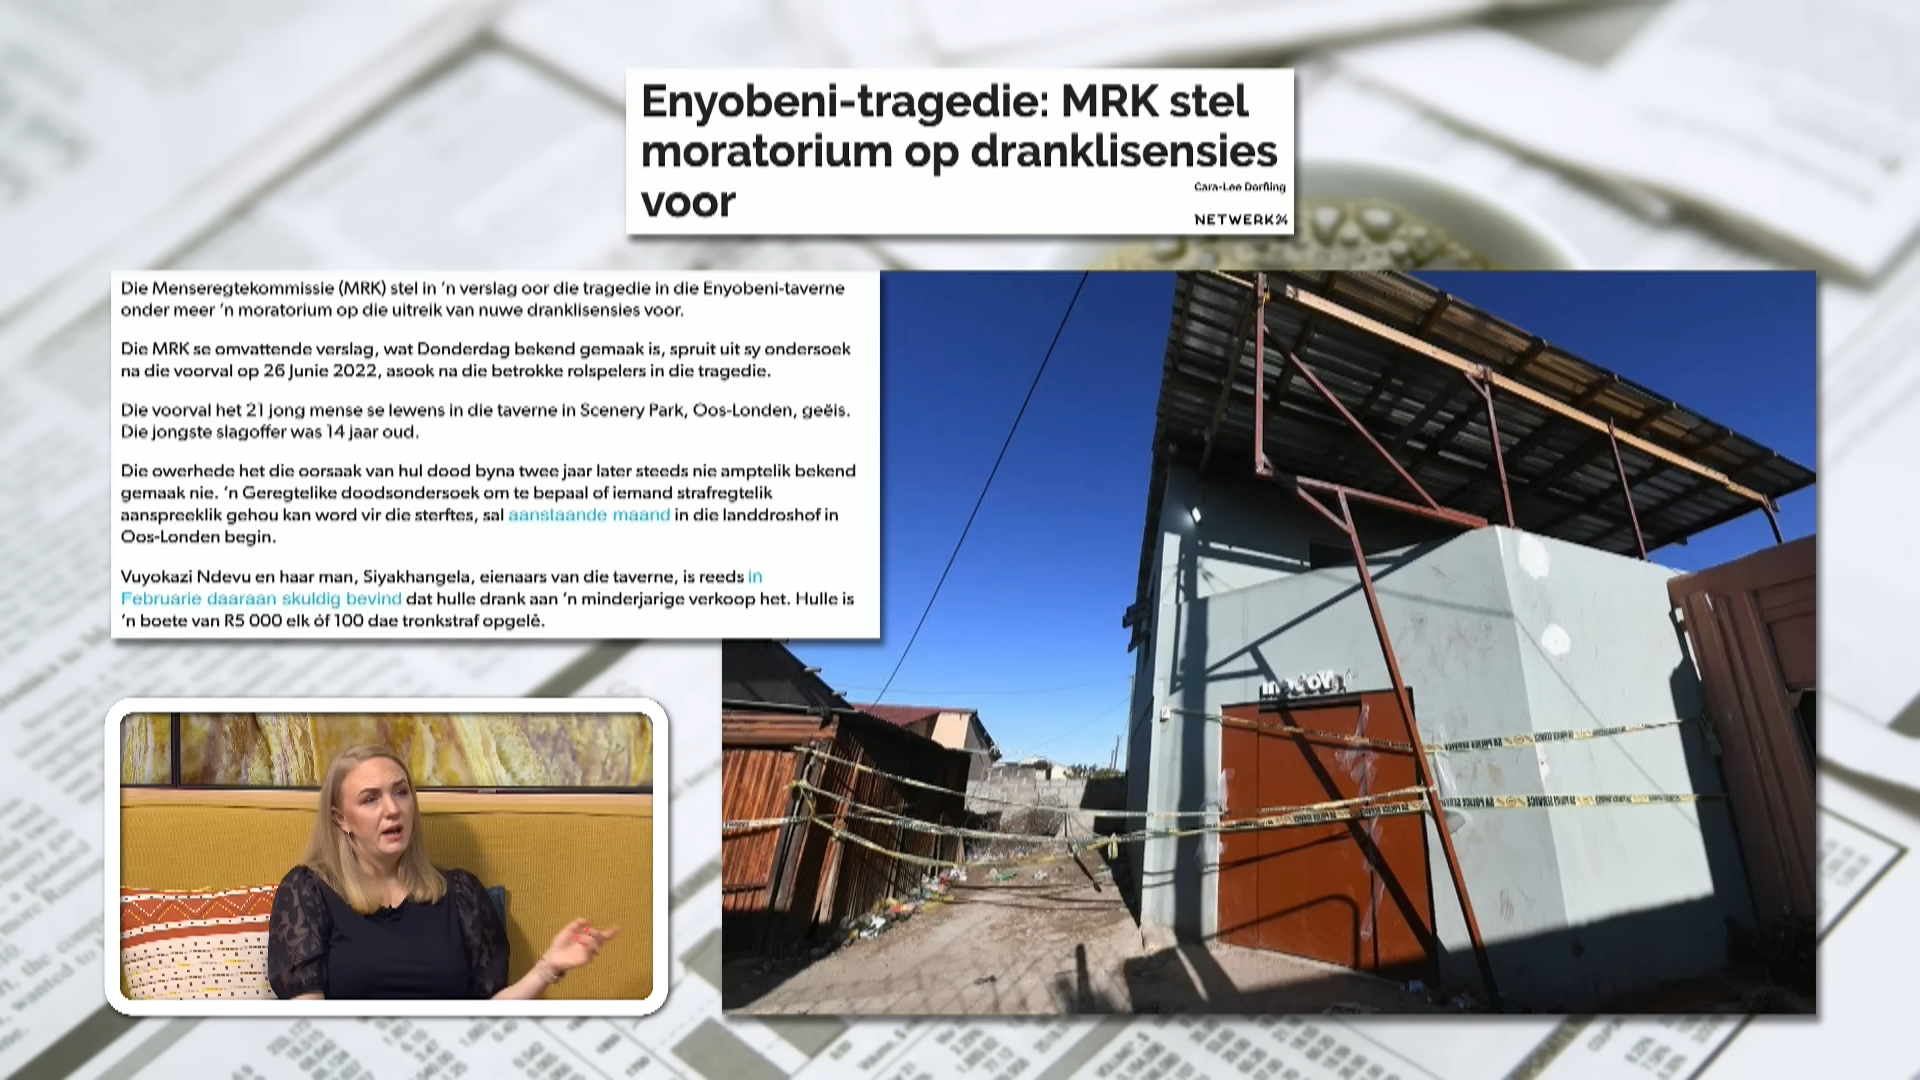 Enyobeni-tragedie: MRK stel
moratorium op dranklisensies
voor
Cara-Lee Dorfling
NETWERK24
Die Menseregtekommissie (MRK) stel in 'n verslag oor die tragedie in die Enyobeni-taverne
onder meer 'n moratorium op die uitreik van nuwe dranklisensies voor.
Die MRK se omvattende verslag, wat Donderdag bekend gemaak is, spruit uit sy ondersoek
na die voorval op 26 Junie 2022, asook na die betrokke rolspelers in die tragedie.
Die voorval het 21 jong mense se lewens in die taverne in Scenery Park, Oos-Londen, geëis.
Die jongste slagoffer was 14 jaar oud.
Die owerhede het die oorsaak van hul dood byna twee jaar later steeds nie amptelik bekend
gemaak nie. 'n Geregtelike doodsondersoek om te bepaal of iemand strafregtelik
aanspreeklik gehou kan word vir die sterftes, sal aanstaande maand in die landdroshof in
Oos-Londen begin.
Vuyokazi Ndevu en haar man, Siyakhangela, eienaars van die taverne, is reeds in
Februarie daaraan skuldig bevind dat hulle drank aan 'n minderjarige verkoop het. Hulle is
'n boete van R5 000 elk óf 100 dae tronkstraf opgelê.